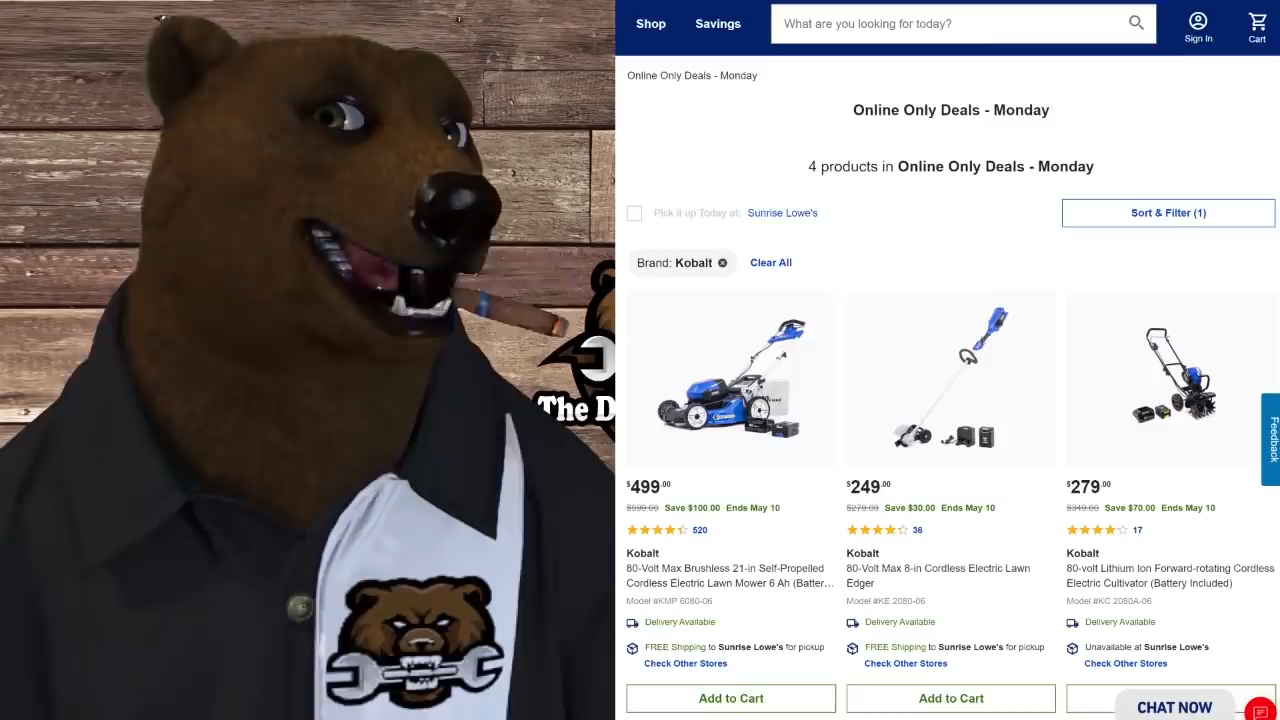 Shop
Savings
What are you looking for today?
Sign In
Cart
Online Only Deals - Monday
Online Only Deals - Monday
4 products in Online Only Deals - Monday
Pick it up Today at: Sunrise Lowe's
Sort & Filter (1)
Brand: Kobalt
Clear All
The D
Feedback
$499.00
$599.00 Save $100.00 Ends May 10
520
Kobalt
80-Volt Max Brushless 21-in Self-Propelled
Cordless Electric Lawn Mower 6 Ah (Batter...
Model #KMP 6080-06
Delivery Available
FREE Shipping to Sunrise Lowe's for pickup
Check Other Stores
Add to Cart
$249.00
$279.00 Save $30.00 Ends May 10
36
Kobalt
80-Volt Max 8-in Cordless Electric Lawn
Edger
Model #KE 2080-06
Delivery Available
FREE Shipping to Sunrise Lowe's for pickup
Check Other Stores
Add to Cart
$279.00
$349.00 Save $70.00 Ends May 10
17
Kobalt
80-volt Lithium Ion Forward-rotating Cordless
Electric Cultivator (Battery Included)
Model #KC 2080A-06
Delivery Available
Unavailable at Sunrise Lowe's
Check Other Stores
CHAT NOW